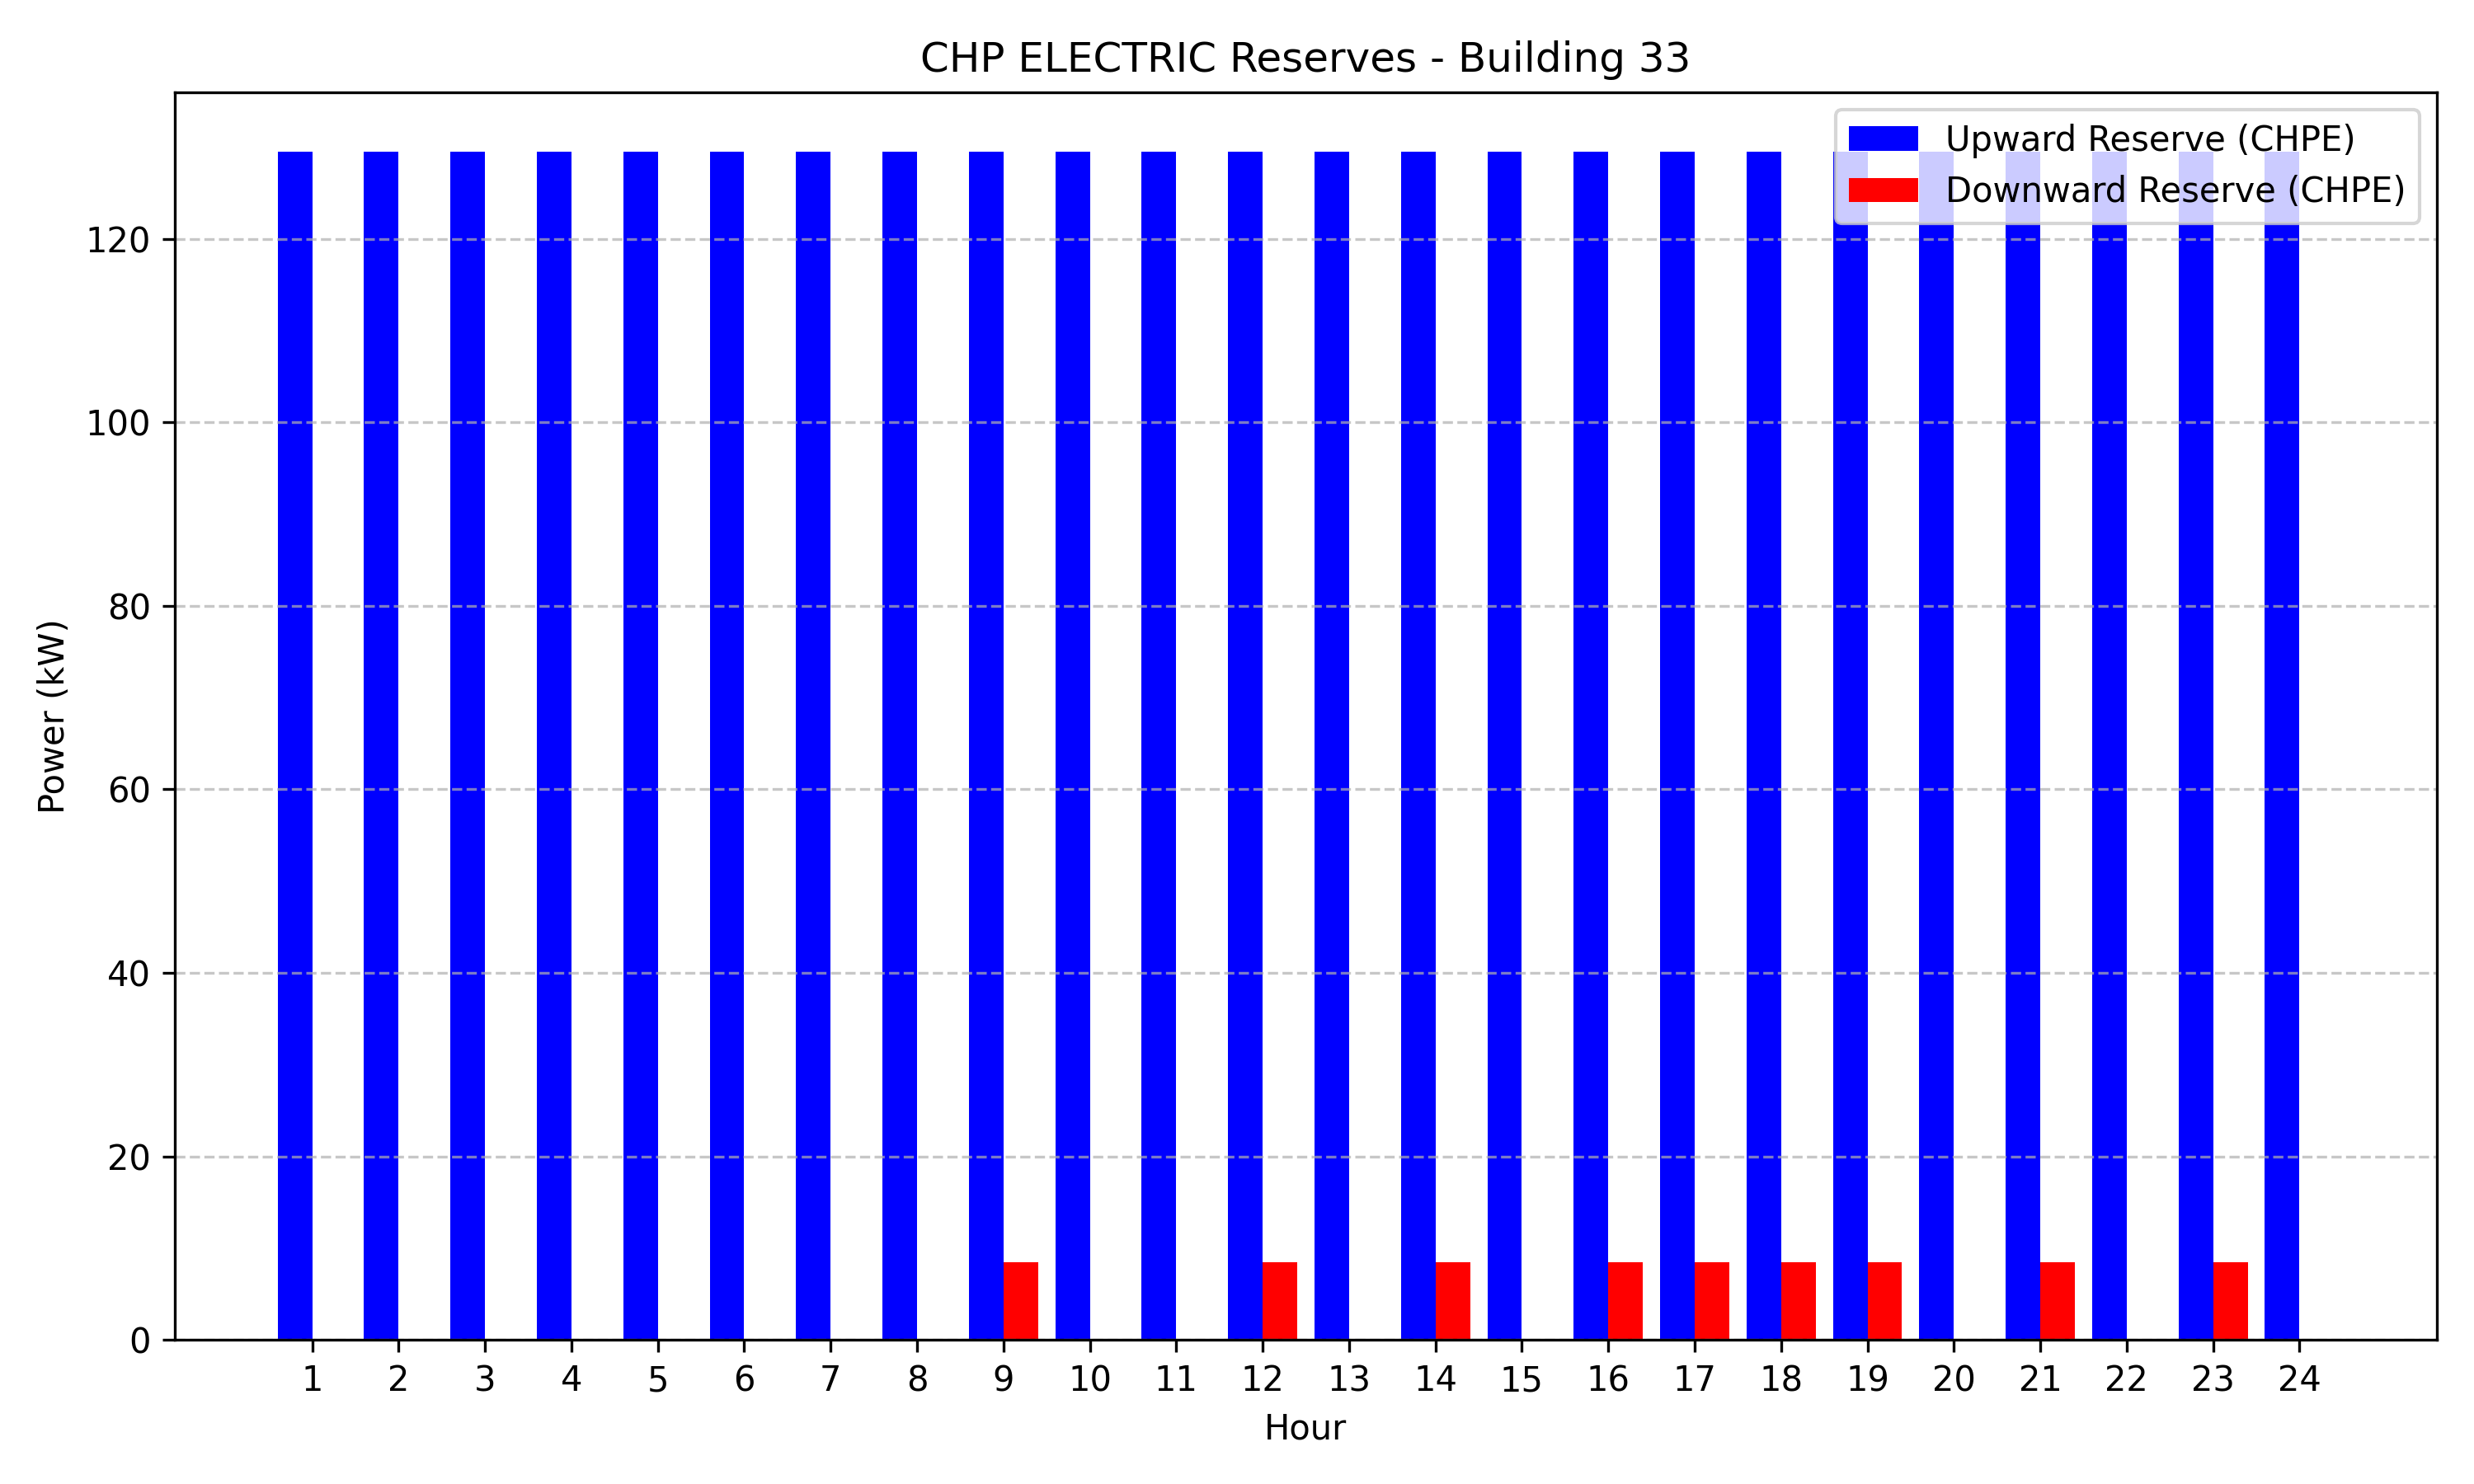 CHP ELECTRIC Reserves - Building 33
Upward Reserve (CHPE)
Downward Reserve (CHPE)
120
100
80
60
40
20
0
Power (kW)
1 2 3 4 5 6 7 8 9 10 11 12 13 14 15 16 17 18 19 20 21 22 23 24
Hour